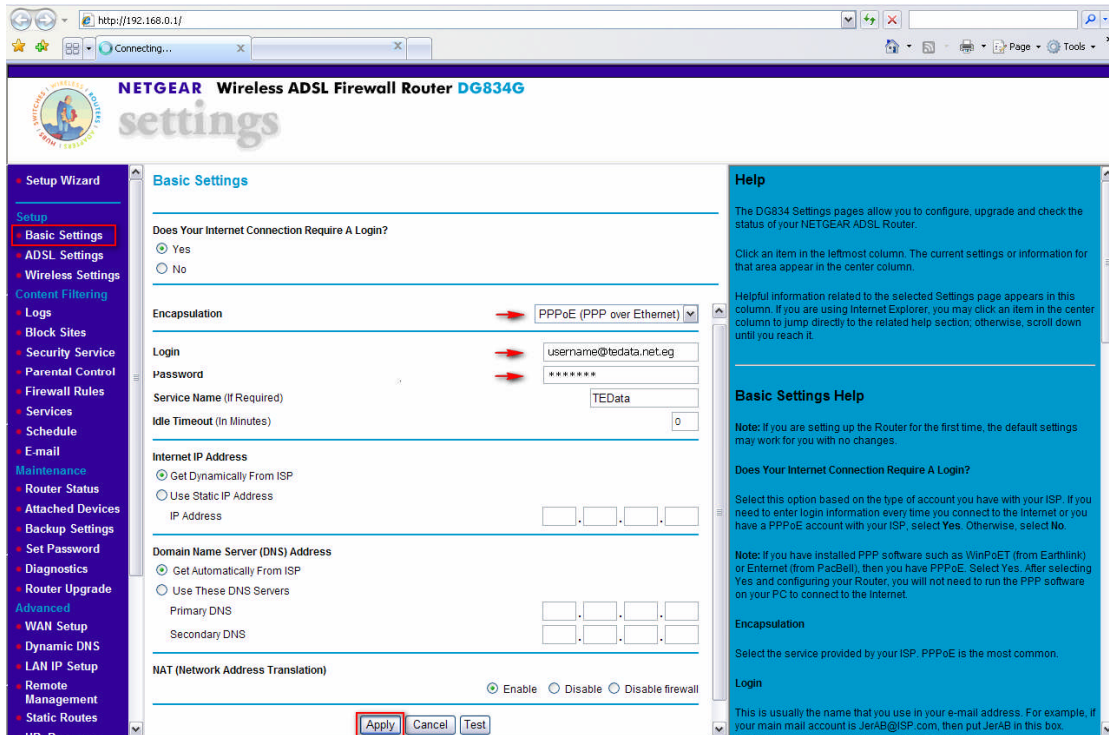 http://192.168.0.1/
Connecting...
Page
Tools
NETGEAR Wireless ADSL Firewall Router DG834G
settings
Setup Wizard
Setup
Basic Settings
ADSL Settings
Wireless Settings
Content Filtering
Logs
Block Sites
Security Service
Parental Control
Firewall Rules
Services
Schedule
E-mail
Maintenance
Router Status
Attached Devices
Backup Settings
Set Password
Diagnostics
Router Upgrade
Advanced
WAN Setup
Dynamic DNS
LAN IP Setup
Remote
Management
Static Routes
Basic Settings
Does Your Internet Connection Require A Login?
Yes
No
Encapsulation PPPoE (PPP over Ethernet)
Login username@tedata.net.eg
Password *******
Service Name (If Required) TEData
Idle Timeout (In Minutes) 0
Internet IP Address
Get Dynamically From ISP
Use Static IP Address
IP Address . . .
Domain Name Server (DNS) Address
Get Automatically From ISP
Use These DNS Servers
Primary DNS . . .
Secondary DNS . . .
NAT (Network Address Translation)
Enable Disable Disable firewall
Apply Cancel Test
Help
The DG834 Settings pages allow you to configure, upgrade and check the
status of your NETGEAR ADSL Router.
Click an item in the leftmost column. The current settings or information for
that area appear in the center column.
Helpful information related to the selected Settings page appears in this
column. If you are using Internet Explorer, you may click an item in the center
column to jump directly to the related help section; otherwise, scroll down
until you reach it.
Basic Settings Help
Note: If you are setting up the Router for the first time, the default settings
may work for you with no changes.
Does Your Internet Connection Require A Login?
Select this option based on the type of account you have with your ISP. If you
need to enter login information every time you connect to the Internet or you
have a PPPoE account with your ISP, select Yes. Otherwise, select No.
Note: If you have installed PPP software such as WinPoET (from Earthlink)
or Enternet (from PacBell), then you have PPPoE. Select Yes. After selecting
Yes and configuring your Router, you will not need to run the PPP software
on your PC to connect to the Internet.
Encapsulation
Select the service provided by your ISP. PPPoE is the most common.
Login
This is usually the name that you use in your e-mail address. For example, if
your main mail account is JerAB@ISP.com, then put JerAB in this box.